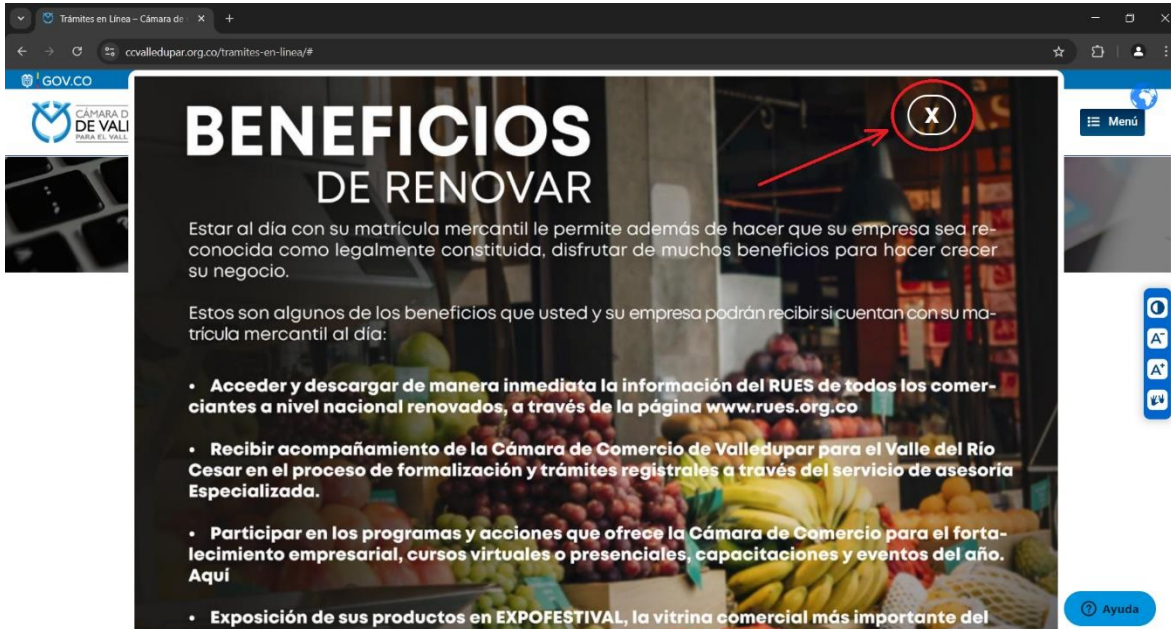 Trámites en Línea – Cámara de
ccvalledupar.org.co/tramites-en-linea/#
GOV.CO
CÁMARA D
DE VALL
PARA EL VALL
Menú
X
BENEFICIOS
DE RENOVAR
Estar al día con su matrícula mercantil le permite además de hacer que su empresa sea re-
conocida como legalmente constituida, disfrutar de muchos beneficios para hacer crecer
su negocio.
Estos son algunos de los beneficios que usted y su empresa podrán recibir si cuentan con su ma-
trícula mercantil al día:
• Acceder y descargar de manera inmediata la información del RUES de todos los comer-
ciantes a nivel nacional renovados, a través de la página www.rues.org.co
• Recibir acompañamiento de la Cámara de Comercio de Valledupar para el Valle del Río
Cesar en el proceso de formalización y trámites registrales a través del servicio de asesoría
Especializada.
• Participar en los programas y acciones que ofrece la Cámara de Comercio para el forta-
lecimiento empresarial, cursos virtuales o presenciales, capacitaciones y eventos del año.
Aquí
• Exposición de sus productos en EXPOFESTIVAL, la vitrina comercial más importante del
A-
A+
Ayuda